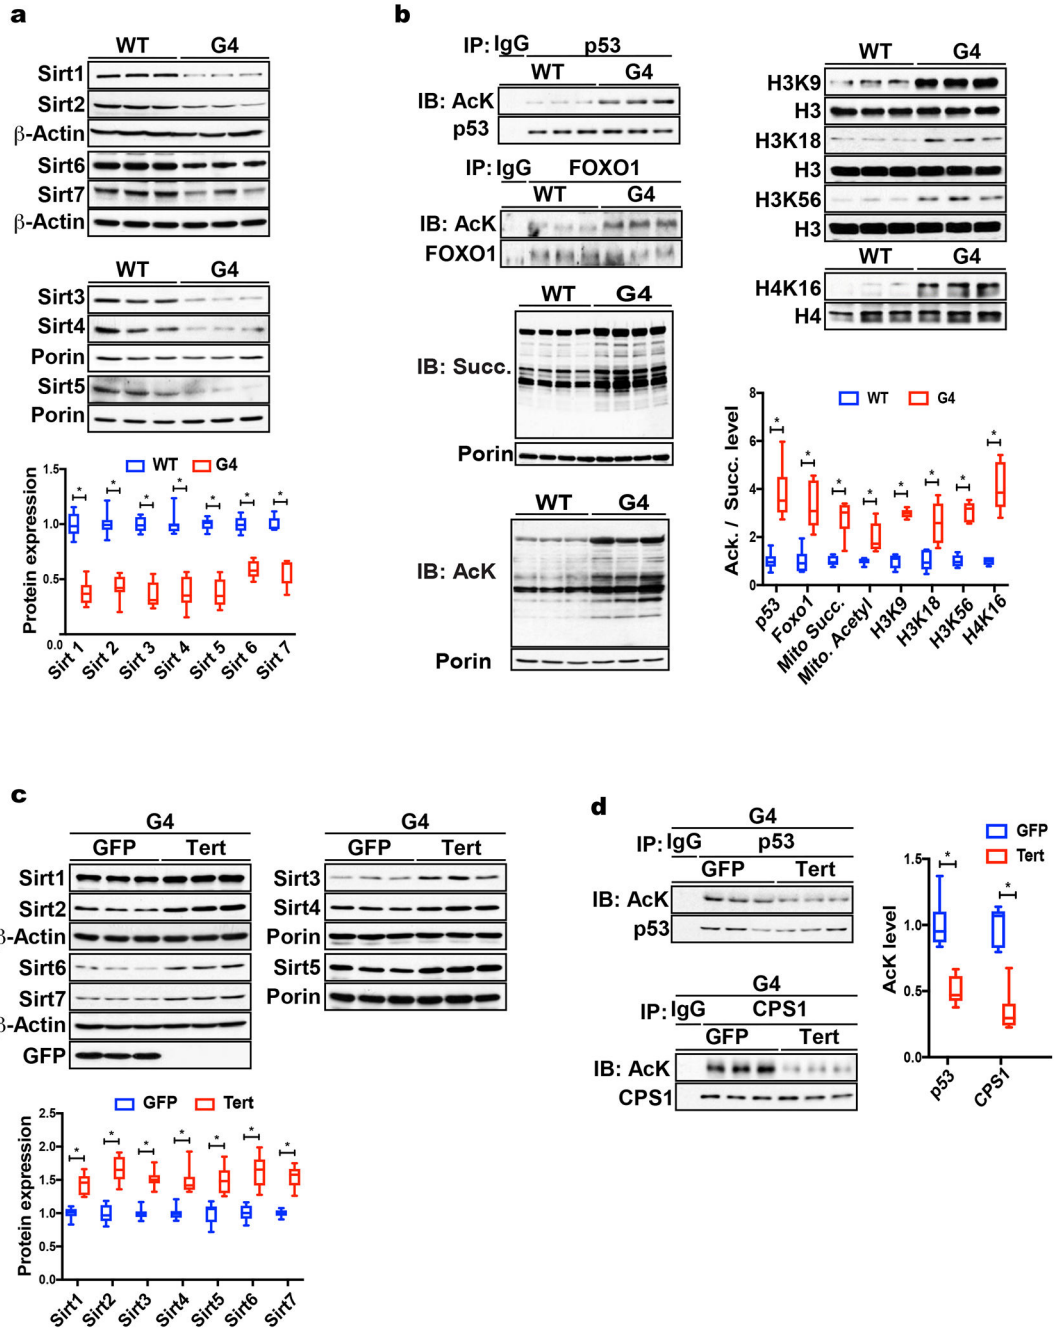 a
WT G4
Sirt1
Sirt2
β-Actin
Sirt6
Sirt7
β-Actin
WT G4
Sirt3
Sirt4
Porin
Sirt5
Porin
WT G4
Protein expression
1.5
1.0
0.5
0.0
Sirt 1 Sirt 2 Sirt 3 Sirt 4 Sirt 5 Sirt 6 Sirt 7
* * * * * * *
b
IP: IgG p53
WT G4
IB: AcK
p53
IP: IgG FOXO1
WT G4
IB: AcK
FOXO1
WT G4
IB: Succ.
Porin
WT G4
IB: AcK
Porin
WT G4
H3K9
H3
H3K18
H3
H3K56
H3
WT G4
H4K16
H4
WT G4
Ack. / Succ. level
8
6
4
2
0
* * * * * * * *
p53 Foxo1 Mito Succ. Mito. Acetyl H3K9 H3K18 H3K56 H4K16
c
G4
GFP Tert
Sirt1
Sirt2
β-Actin
Sirt6
Sirt7
β-Actin
GFP
G4
GFP Tert
Sirt3
Sirt4
Porin
Sirt5
Porin
GFP Tert
Protein expression
2.5
2.0
1.5
1.0
0.5
0.0
* * * * * * *
Sirt1 Sirt2 Sirt3 Sirt4 Sirt5 Sirt6 Sirt7
d
G4
IP: IgG p53
GFP Tert
IB: AcK
p53
G4
IP: IgG CPS1
GFP Tert
IB: AcK
CPS1
GFP
Tert
AcK level
1.5
1.0
0.5
0.0
* *
p53 CPS1